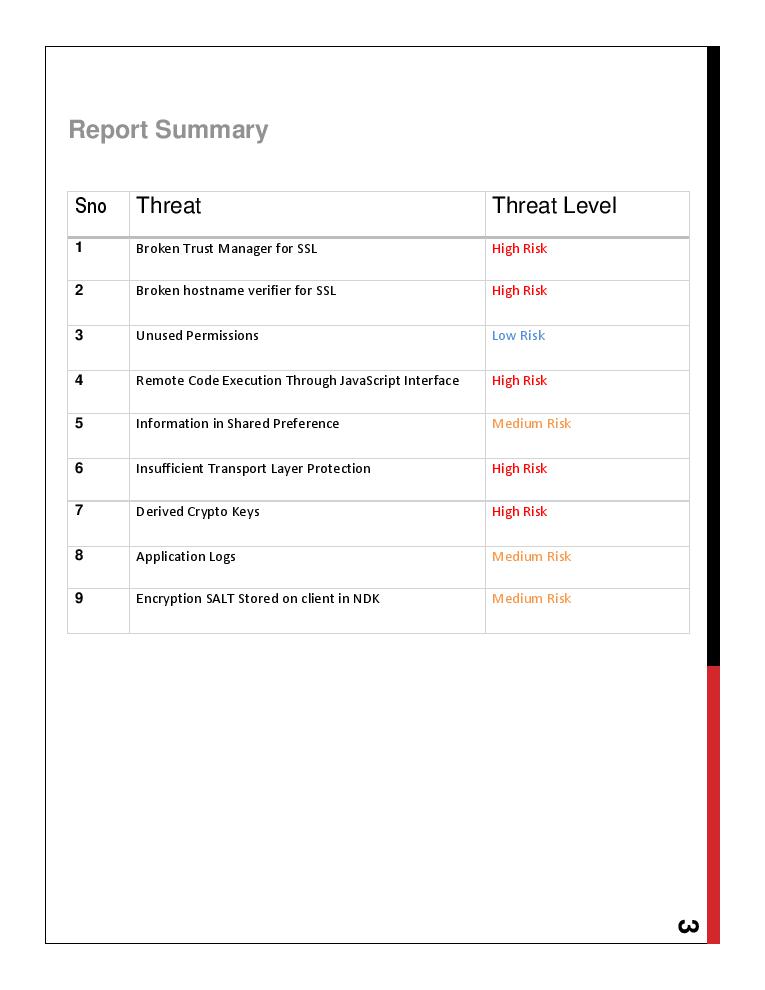 Report Summary
Sno Threat Threat Level
1 Broken Trust Manager for SSL High Risk
2 Broken hostname verifier for SSL High Risk
3 Unused Permissions Low Risk
4 Remote Code Execution Through JavaScript Interface High Risk
5 Information in Shared Preference Medium Risk
6 Insufficient Transport Layer Protection High Risk
7 Derived Crypto Keys High Risk
8 Application Logs Medium Risk
9 Encryption SALT Stored on client in NDK Medium Risk
3